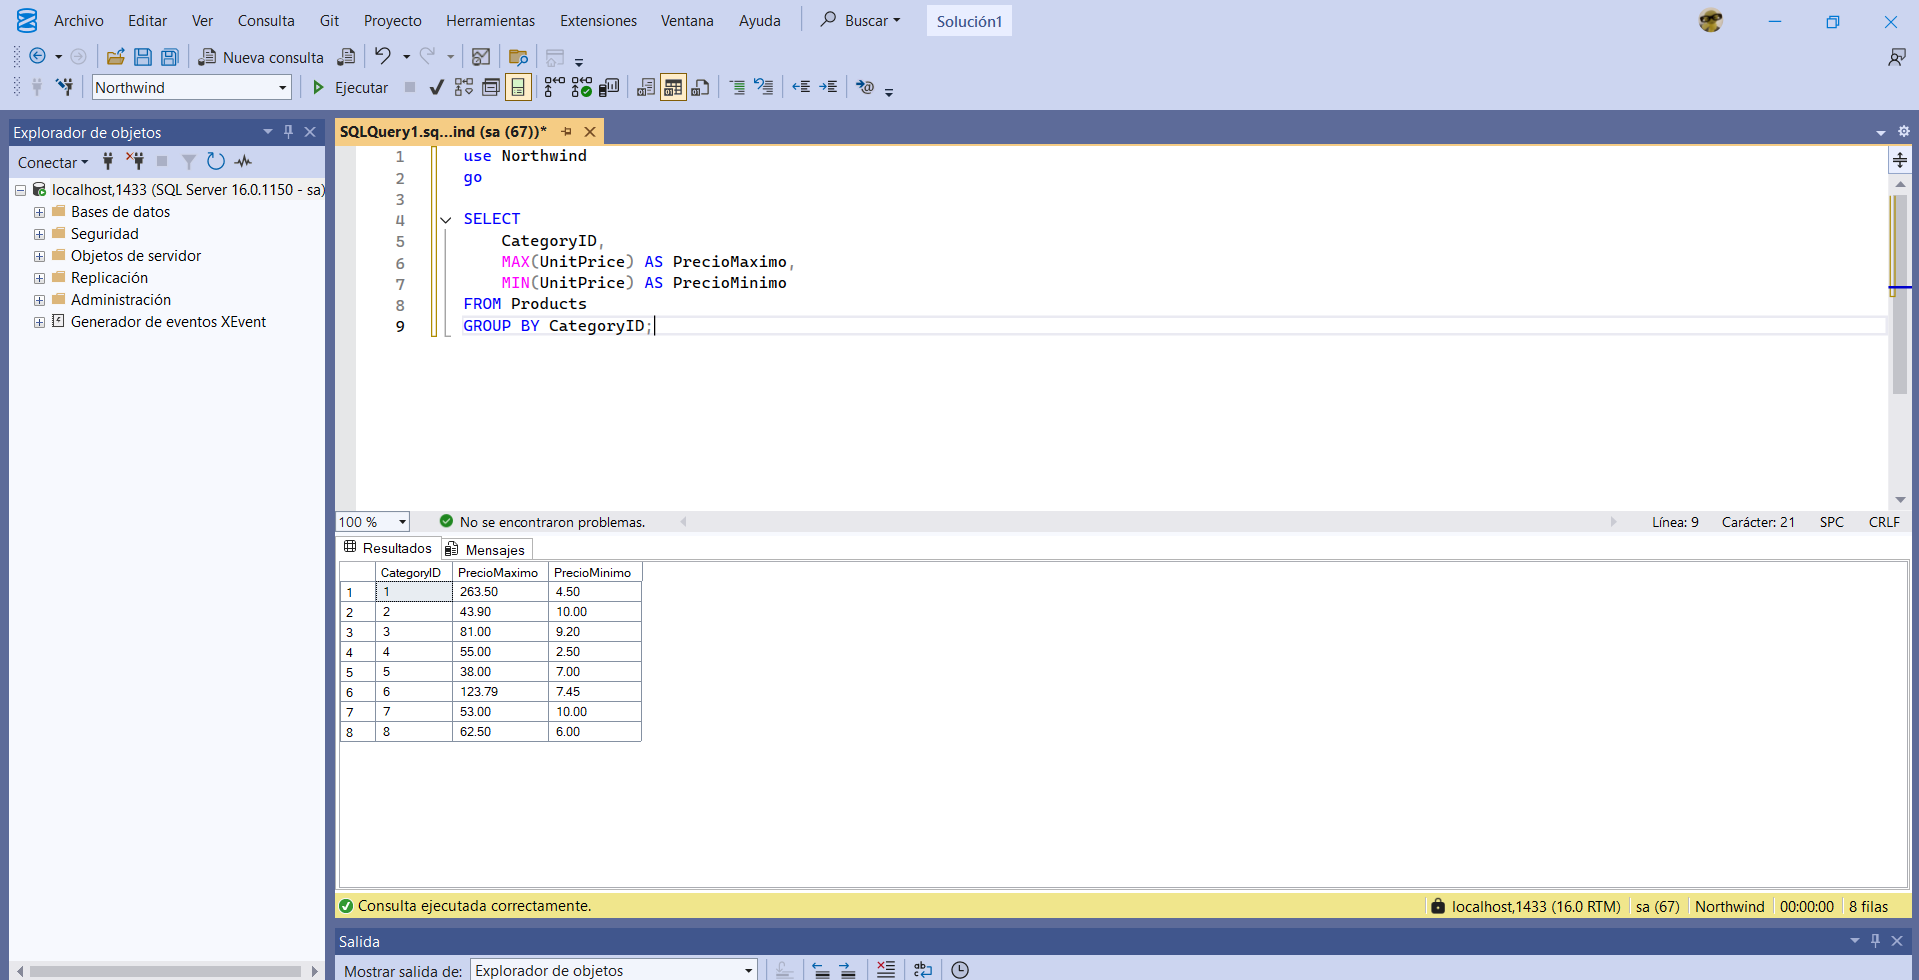 Archivo Editar Ver Consulta Git Proyecto Herramientas Extensiones Ventana Ayuda Buscar Solución1
Nueva consulta
Northwind Ejecutar
Explorador de objetos
Conectar
localhost,1433 (SQL Server 16.0.1150 - sa)
Bases de datos
Seguridad
Objetos de servidor
Replicación
Administración
Generador de eventos XEvent
SQLQuery1.sq...ind (sa (67))*
1 use Northwind
2 go
3
4 SELECT
5 CategoryID,
6 MAX(UnitPrice) AS PrecioMaximo,
7 MIN(UnitPrice) AS PrecioMinimo
8 FROM Products
9 GROUP BY CategoryID;
100 % No se encontraron problemas. Línea: 9 Carácter: 21 SPC CRLF
Resultados Mensajes
CategoryID PrecioMaximo PrecioMinimo
1 1 263.50 4.50
2 2 43.90 10.00
3 3 81.00 9.20
4 4 55.00 2.50
5 5 38.00 7.00
6 6 123.79 7.45
7 7 53.00 10.00
8 8 62.50 6.00
Consulta ejecutada correctamente. localhost,1433 (16.0 RTM) sa (67) Northwind 00:00:00 8 filas
Salida
Mostrar salida de: Explorador de objetos